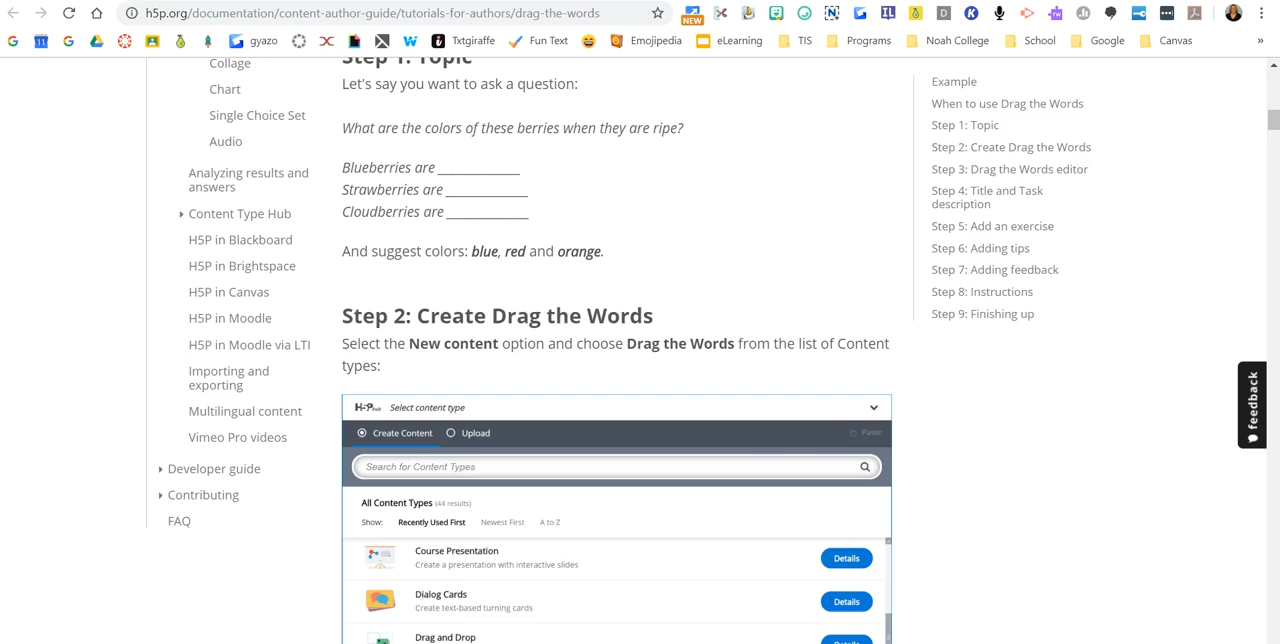 h5p.org/documentation/content-author-guide/tutorials-for-authors/drag-the-words
NEW
gyazo
Txtgiraffe
Fun Text
Emojipedia
eLearning
TIS
Programs
Noah College
School
Google
Canvas
»
Collage
Chart
Single Choice Set
Audio
Analyzing results and
answers
Content Type Hub
H5P in Blackboard
H5P in Brightspace
H5P in Canvas
H5P in Moodle
H5P in Moodle via LTI
Importing and
exporting
Multilingual content
Vimeo Pro videos
Developer guide
Contributing
FAQ
Step 1: Topic
Let's say you want to ask a question:
What are the colors of these berries when they are ripe?
Blueberries are ______________
Strawberries are ______________
Cloudberries are ______________
And suggest colors: blue, red and orange.
Step 2: Create Drag the Words
Select the New content option and choose Drag the Words from the list of Content
types:
H5P hub Select content type
Create Content Upload Paste
Search for Content Types
All Content Types (44 results)
Show: Recently Used First Newest First A to Z
Course Presentation
Create a presentation with interactive slides
Details
Dialog Cards
Create text-based turning cards
Details
Drag and Drop
Details
Example
When to use Drag the Words
Step 1: Topic
Step 2: Create Drag the Words
Step 3: Drag the Words editor
Step 4: Title and Task
description
Step 5: Add an exercise
Step 6: Adding tips
Step 7: Adding feedback
Step 8: Instructions
Step 9: Finishing up
feedback